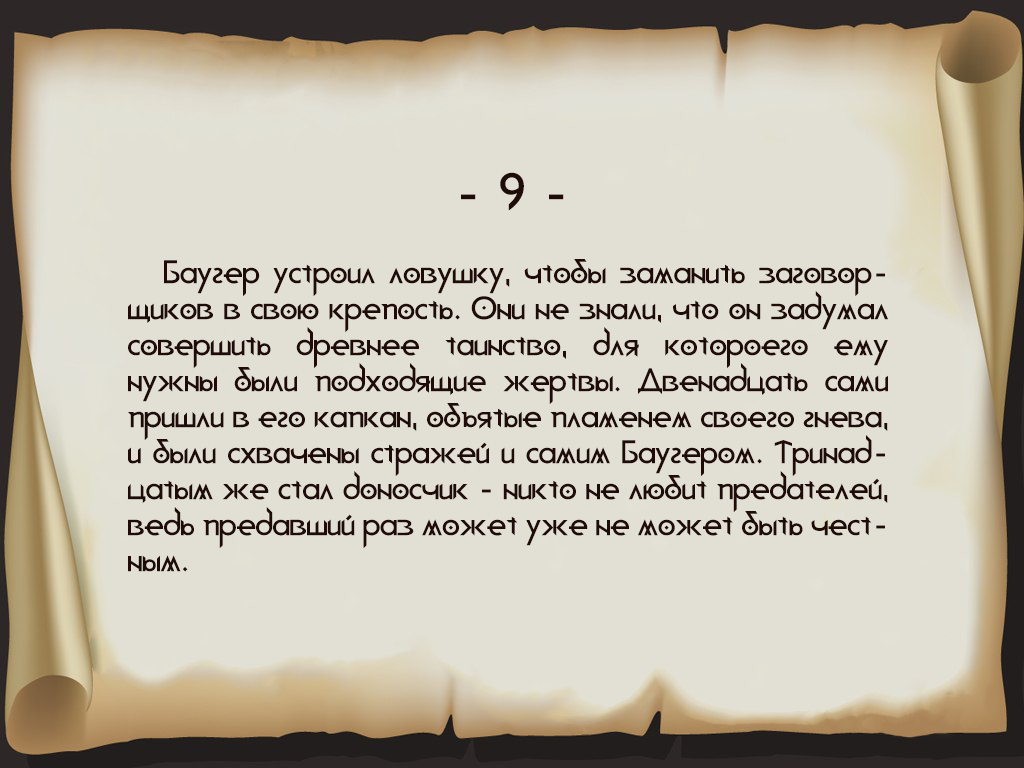 - 9 -
Баугер устроил ловушку, чтобы заманить заговор-
щиков в свою крепость. Они не знали, что он задумал
совершить древнее таинство, для которого ему
нужны были подходящие жертвы. Двенадцать сами
пришли в его капкан, объятые пламенем своего гнева,
и были схвачены стражей и самим Баугером. Тринад-
цатым же стал доносчик - никто не любит предателей,
ведь предавший раз может уже не может быть чест-
ным.